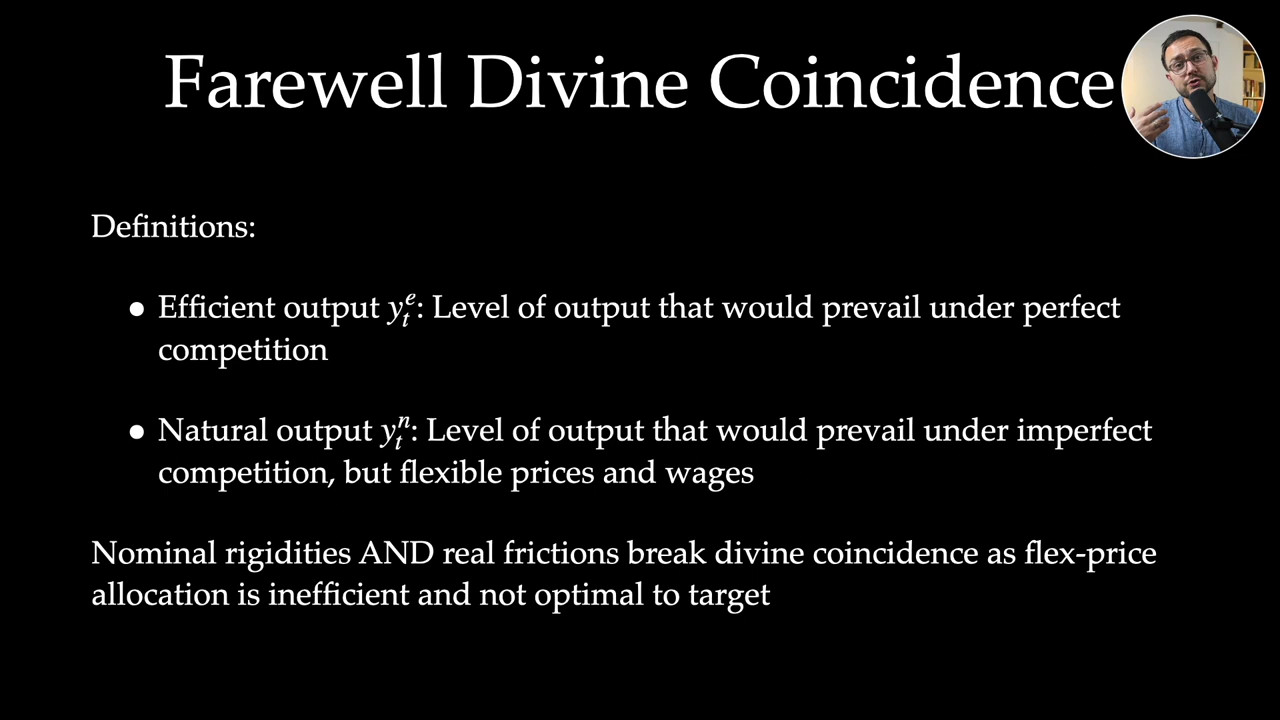 Farewell Divine Coincidence
Definitions:
• Efficient output $y_t^e$: Level of output that would prevail under perfect
competition
• Natural output $y_t^n$: Level of output that would prevail under imperfect
competition, but flexible prices and wages
Nominal rigidities AND real frictions break divine coincidence as flex-price
allocation is inefficient and not optimal to target